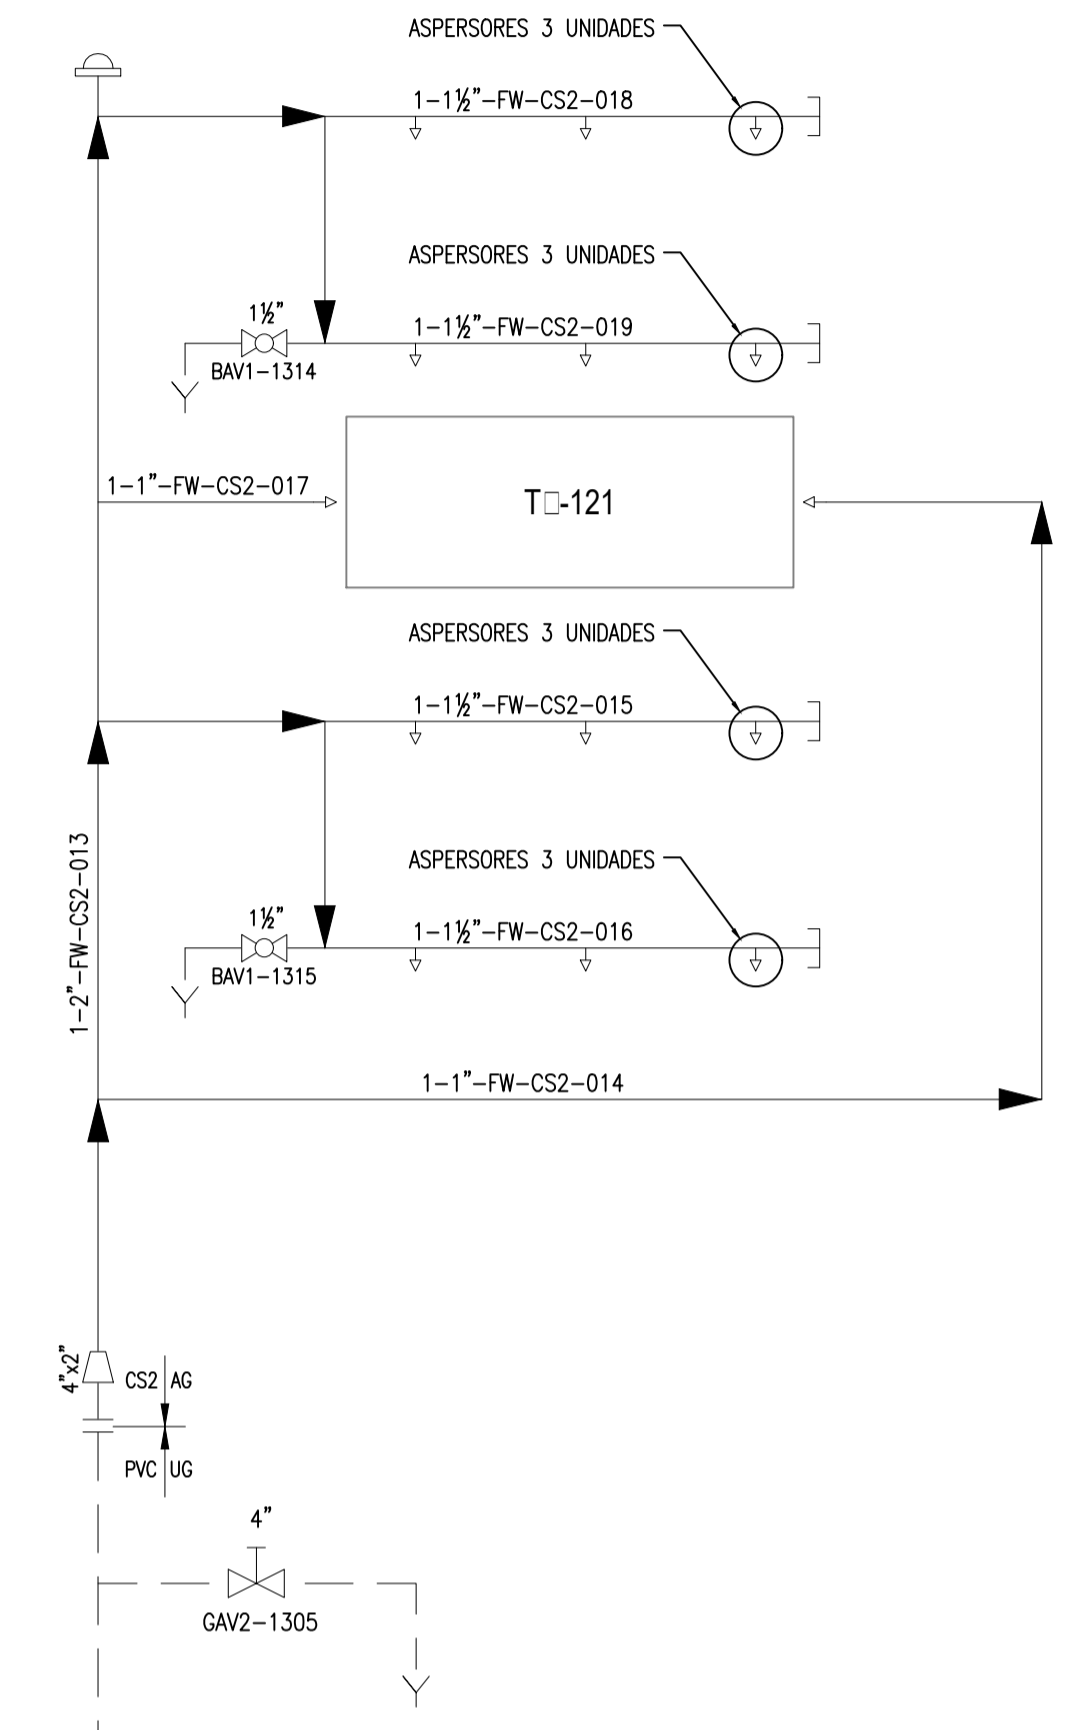 ASPERSORES 3 UNIDADES
1-1½"-FW-CS2-018
ASPERSORES 3 UNIDADES
1½"
1-1½"-FW-CS2-019
BAV1-1314
1-1"-FW-CS2-017
T□-121
ASPERSORES 3 UNIDADES
1-1½"-FW-CS2-015
1-2"-FW-CS2-013
ASPERSORES 3 UNIDADES
1½"
1-1½"-FW-CS2-016
BAV1-1315
1-1"-FW-CS2-014
4"x2"
CS2 AG
PVC UG
4"
GAV2-1305